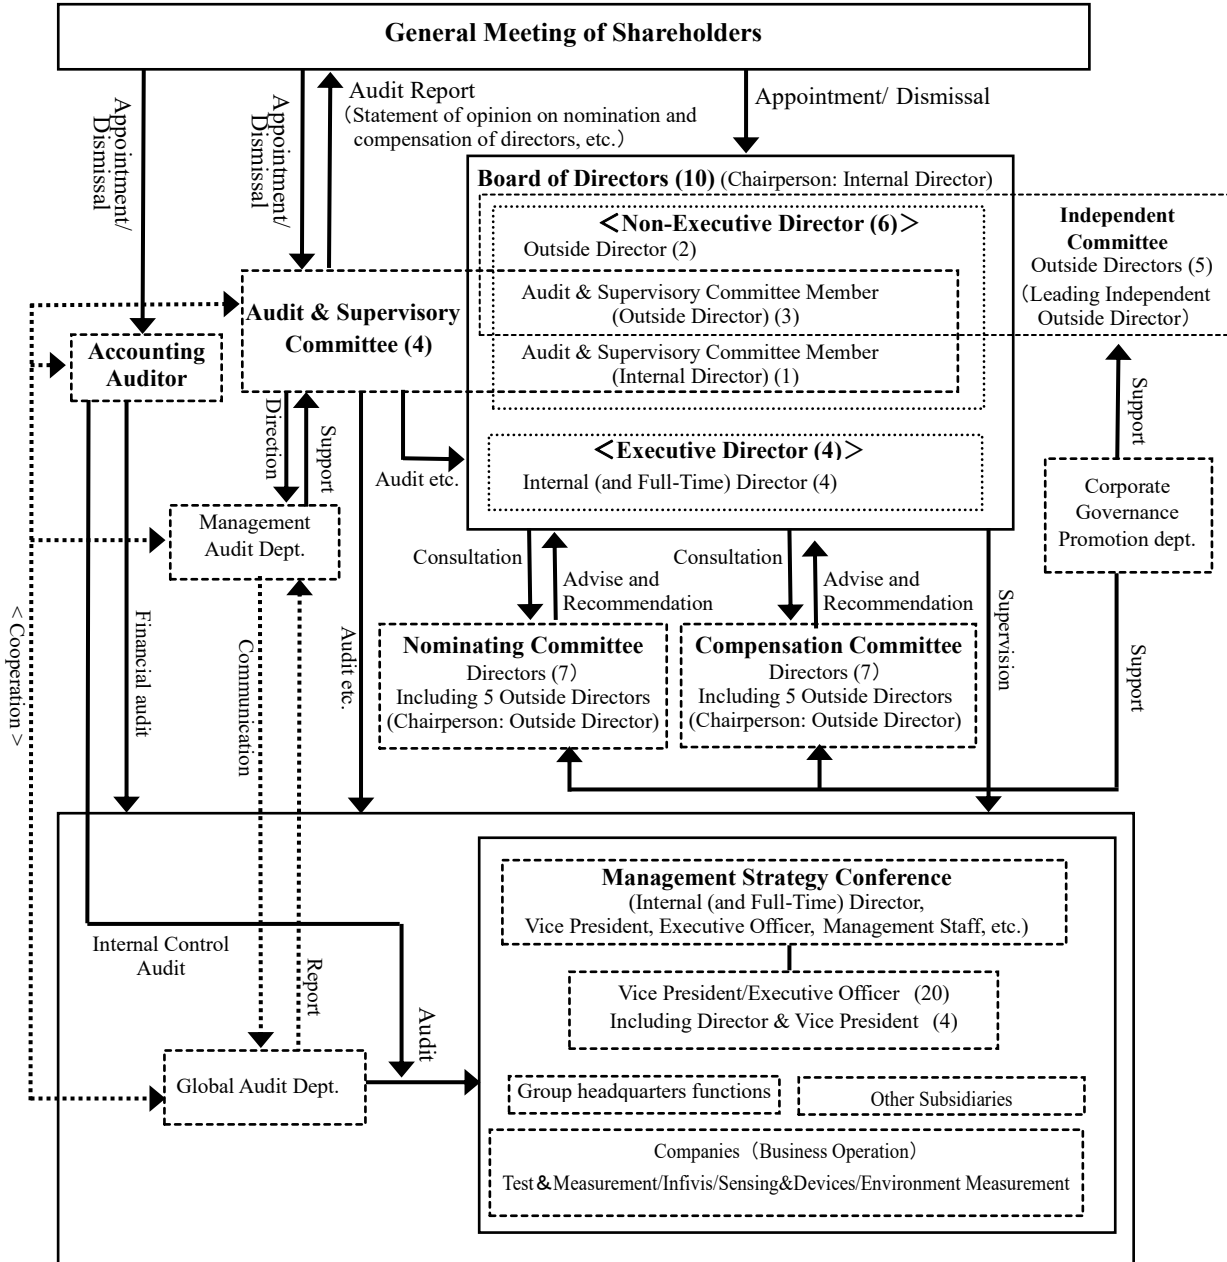 General Meeting of Shareholders
Appointment/
Dismissal
Appointment/
Dismissal
Audit Report
（Statement of opinion on nomination and
compensation of directors, etc.）
Appointment/ Dismissal
Board of Directors (10) (Chairperson: Internal Director)
＜Non-Executive Director (6)＞
Outside Director (2)
Audit & Supervisory Committee Member
(Outside Director) (3)
Audit & Supervisory Committee Member
(Internal Director) (1)
Independent
Committee
Outside Directors (5)
（Leading Independent
Outside Director）
Audit & Supervisory
Committee (4)
Accounting
Auditor
Direction
Support
Audit etc.
＜Executive Director (4)＞
Internal (and Full-Time) Director (4)
Support
Corporate
Governance
Promotion dept.
Management
Audit Dept.
Consultation
Advise and
Recommendation
Consultation
Advise and
Recommendation
Supervision
Support
< Cooperation >
Financial audit
Communication
Audit etc.
Nominating Committee
Directors (7）
Including 5 Outside Directors
(Chairperson: Outside Director)
Compensation Committee
Directors (7）
Including 5 Outside Directors
(Chairperson: Outside Director)
Management Strategy Conference
(Internal (and Full-Time) Director,
Vice President, Executive Officer, Management Staff, etc.)
Internal Control
Audit
Report
Audit
Vice President/Executive Officer (20)
Including Director & Vice President (4)
Global Audit Dept.
Group headquarters functions
Other Subsidiaries
Companies（Business Operation）
Test&Measurement/Infivis/Sensing&Devices/Environment Measurement